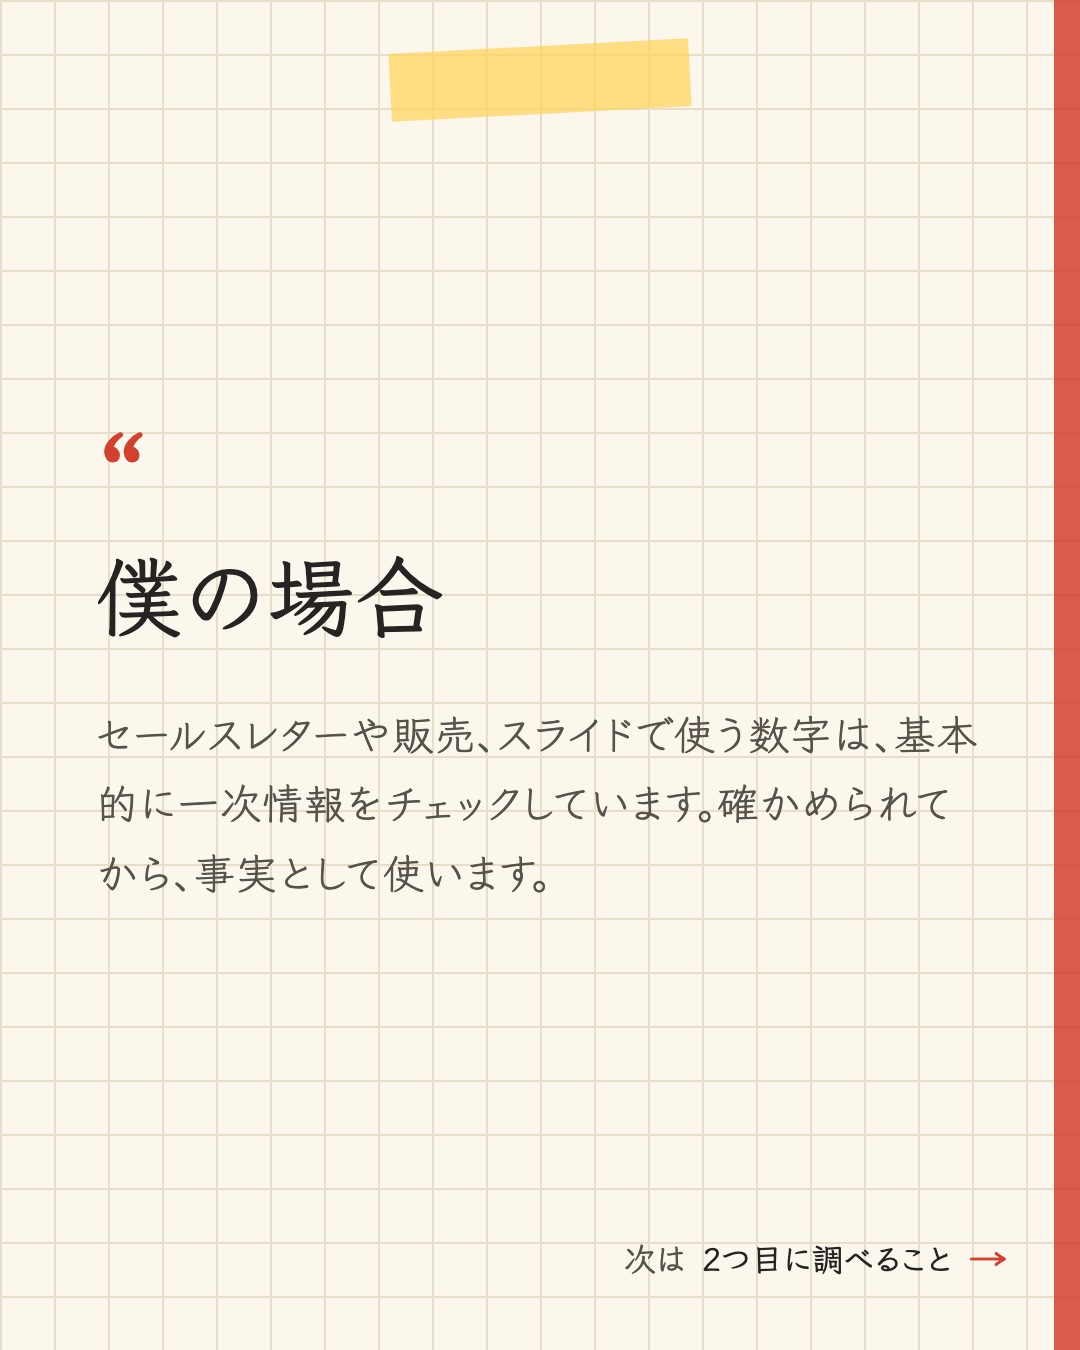 “
僕の場合
セールスレターや販売、スライドで使う数字は、基本
的に一次情報をチェックしています。確かめられて
から、事実として使います。
次は 2つ目に調べること →